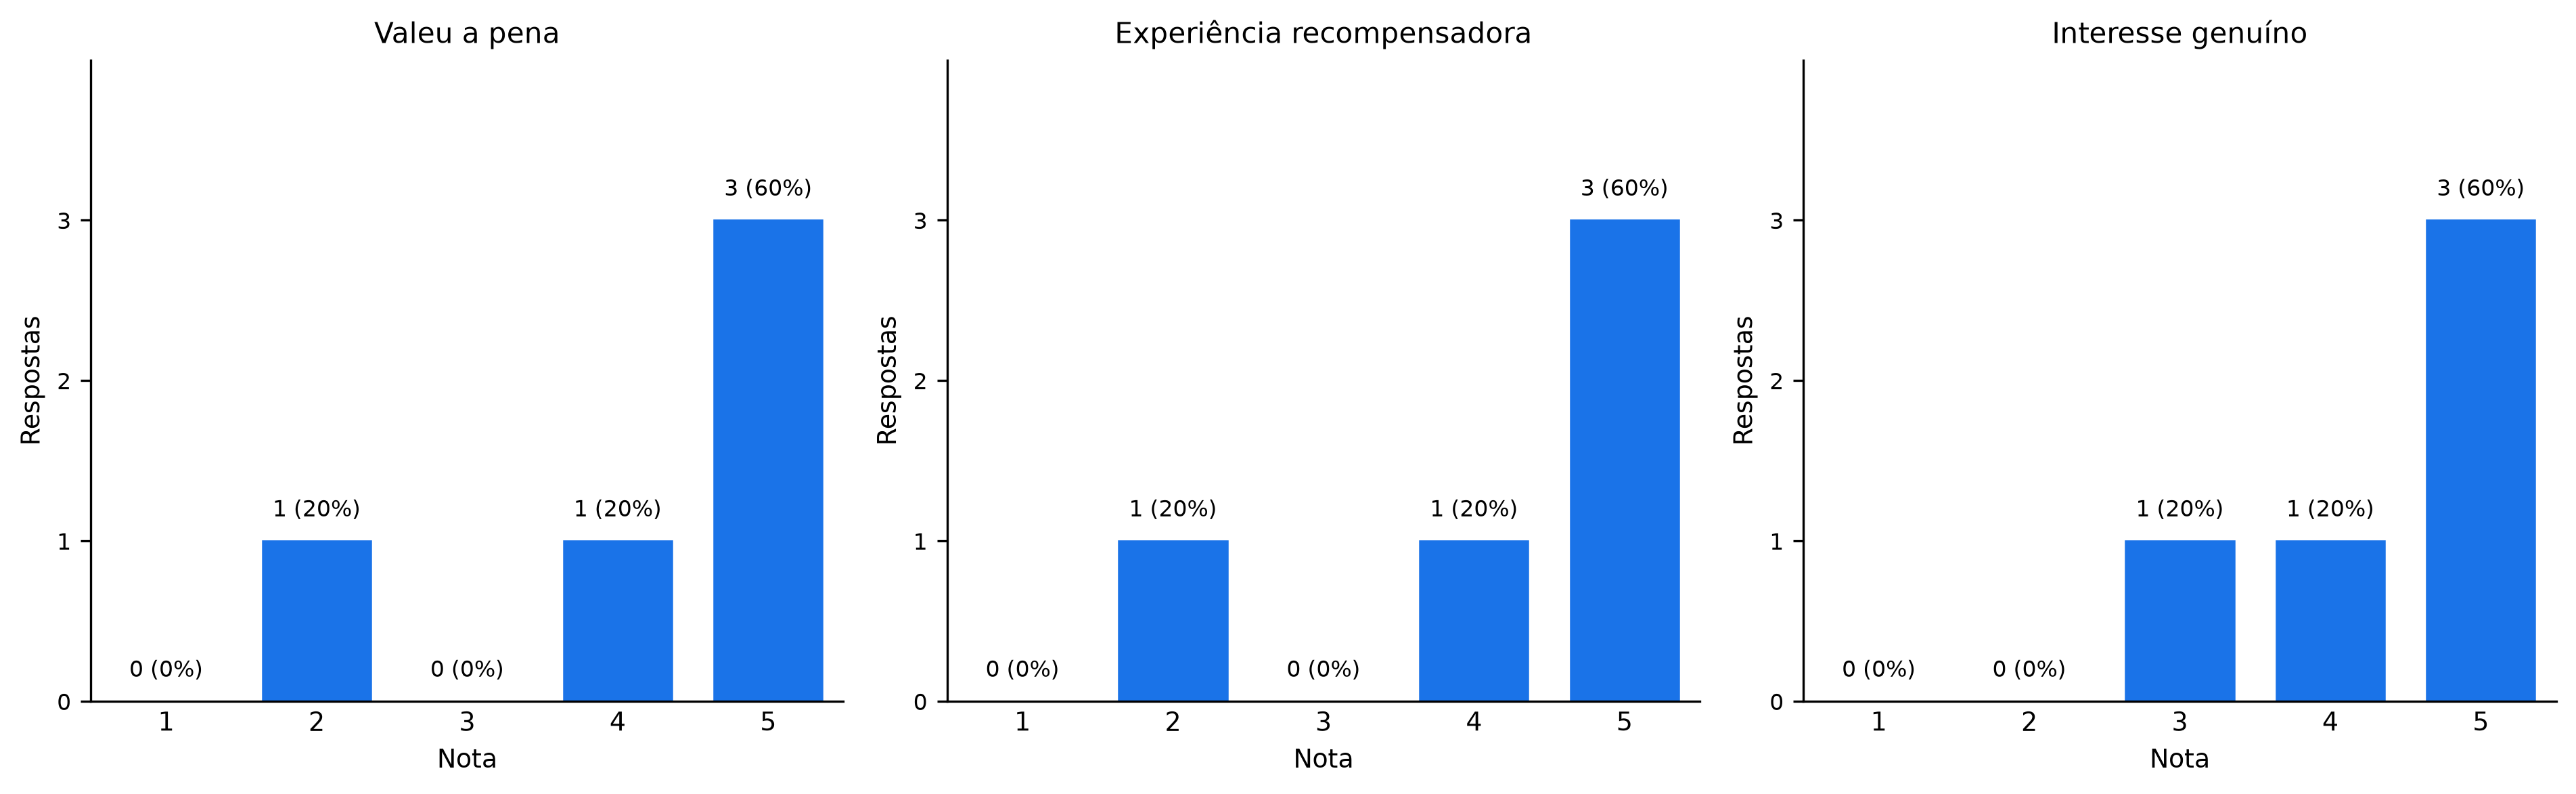 Valeu a pena
Respostas
3
2
1
0
0 (0%)
1 (20%)
0 (0%)
1 (20%)
3 (60%)
1 2 3 4 5
Nota
Experiência recompensadora
Respostas
3
2
1
0
0 (0%)
1 (20%)
0 (0%)
1 (20%)
3 (60%)
1 2 3 4 5
Nota
Interesse genuíno
Respostas
3
2
1
0
0 (0%)
0 (0%)
1 (20%)
1 (20%)
3 (60%)
1 2 3 4 5
Nota